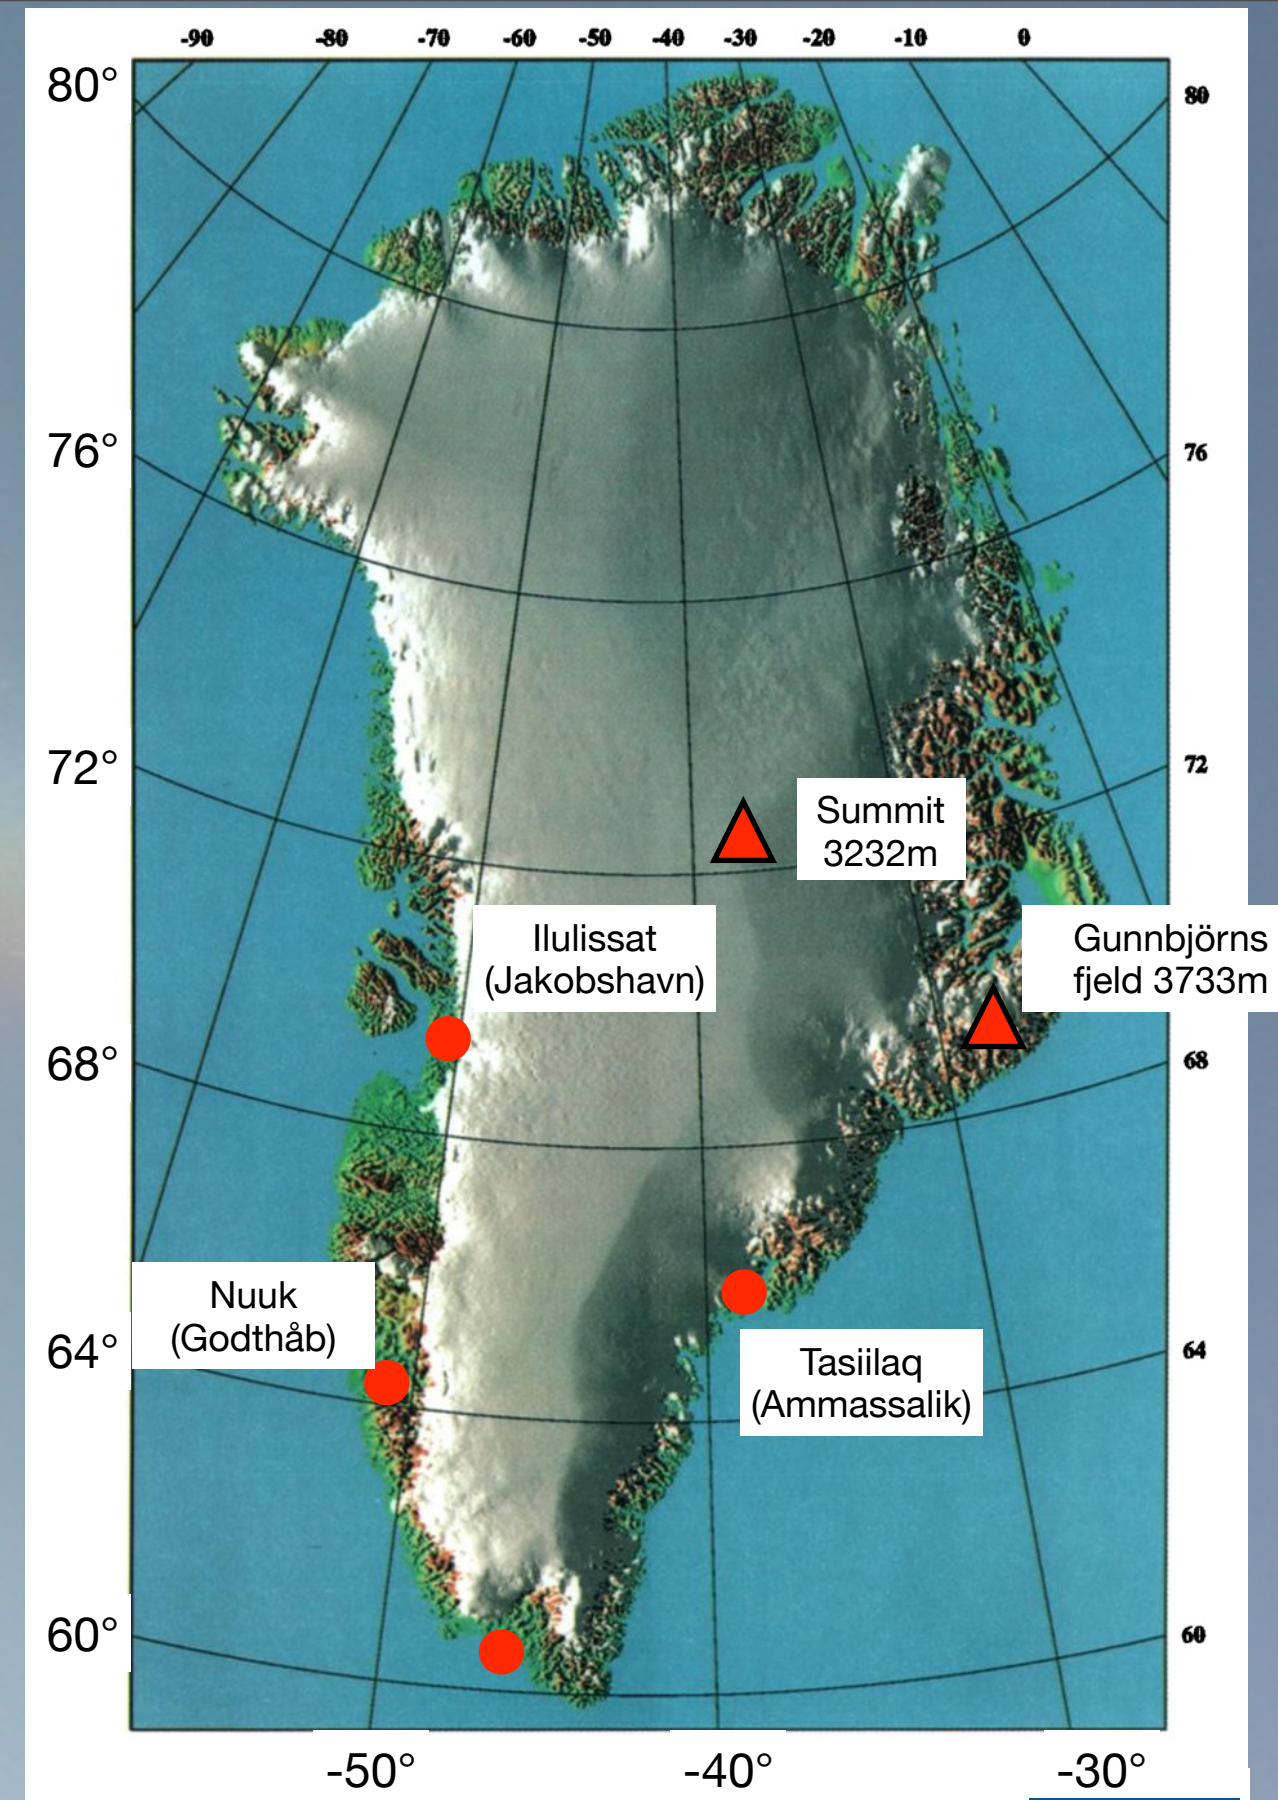 -90 -80 -70 -60 -50 -40 -30 -20 -10 0
80° 80
76° 76
72° 72
Summit
3232m
Ilulissat
(Jakobshavn)
Gunnbjörns
fjeld 3733m
68° 68
Nuuk
(Godthåb)
64° 64
Tasiilaq
(Ammassalik)
60° 60
-50° -40° -30°